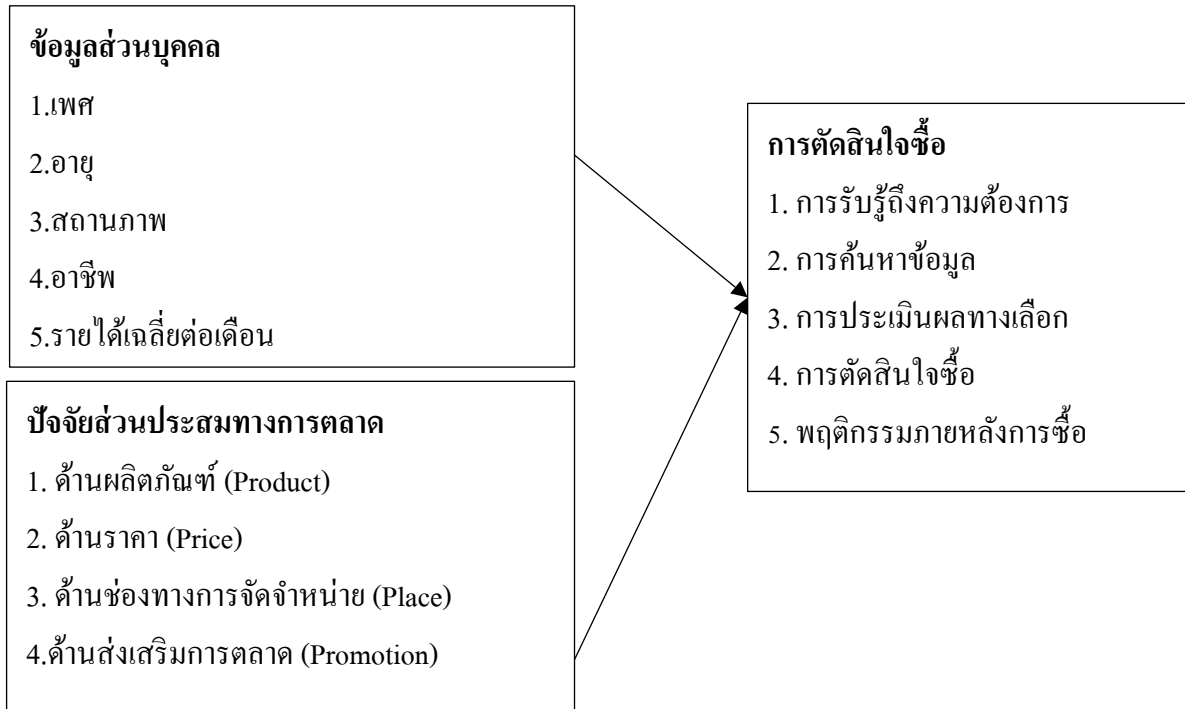 ข้อมูลส่วนบุคคล
1.เพศ
2.อายุ
3.สถานภาพ
4.อาชีพ
5.รายได้เฉลี่ยต่อเดือน
ปัจจัยส่วนประสมทางการตลาด
1. ด้านผลิตภัณฑ์ (Product)
2. ด้านราคา (Price)
3. ด้านช่องทางการจัดจำหน่าย (Place)
4.ด้านส่งเสริมการตลาด (Promotion)
การตัดสินใจซื้อ
1. การรับรู้ถึงความต้องการ
2. การค้นหาข้อมูล
3. การประเมินผลทางเลือก
4. การตัดสินใจซื้อ
5. พฤติกรรมภายหลังการซื้อ